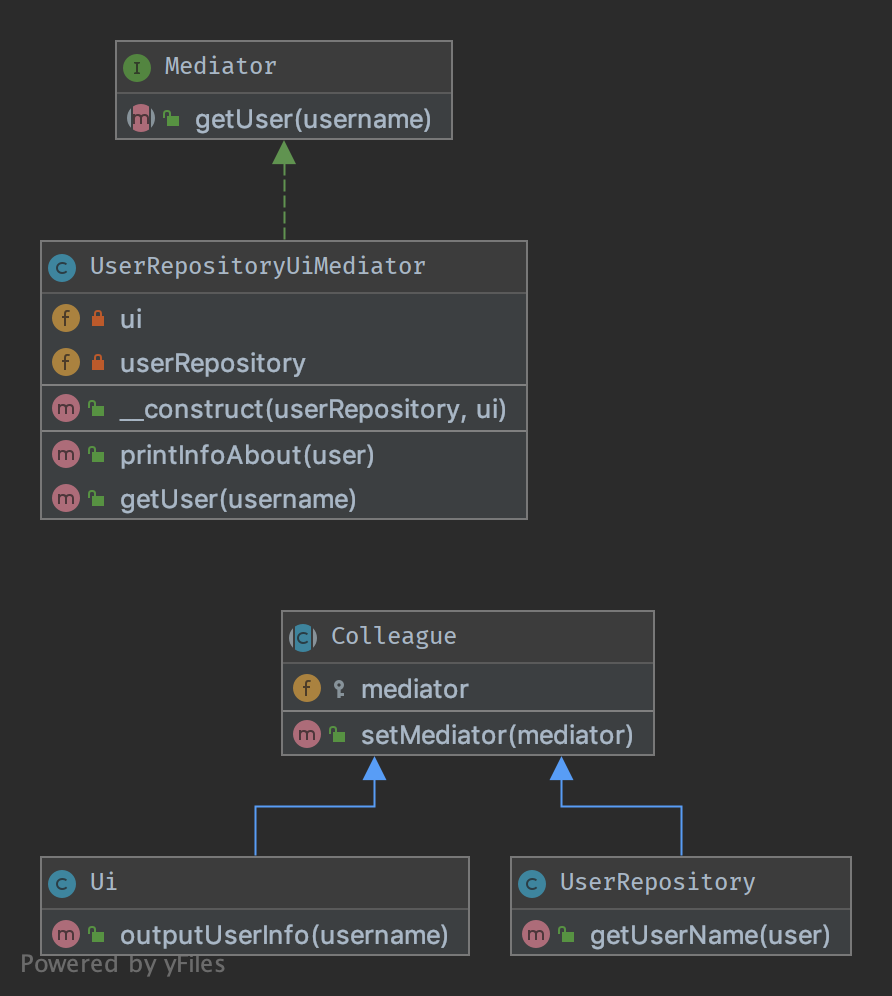 I Mediator
m getUser(username)
C UserRepositoryUiMediator
f ui
f userRepository
m __construct(userRepository, ui)
m printInfoAbout(user)
m getUser(username)
C Colleague
f mediator
m setMediator(mediator)
C Ui
m outputUserInfo(username)
C UserRepository
m getUserName(user)
Powered by yFiles